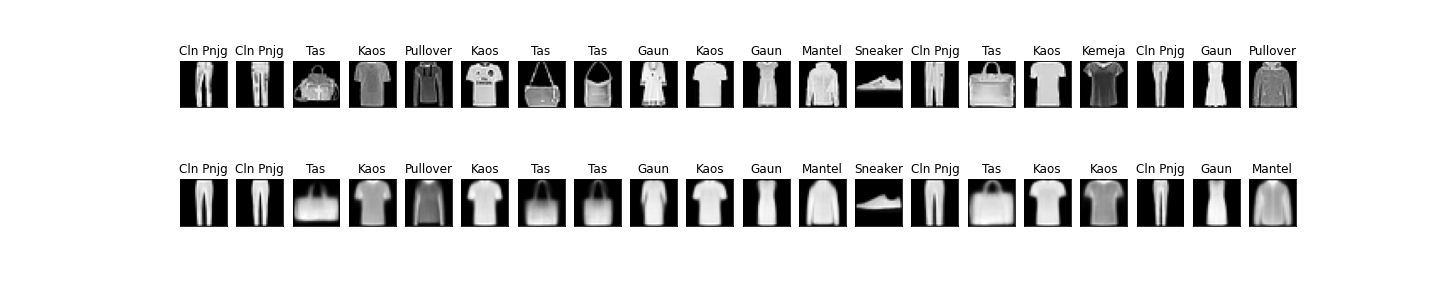 Cln Pnjg Cln Pnjg Tas Kaos Pullover Kaos Tas Tas Gaun Kaos Gaun Mantel Sneaker Cln Pnjg Tas Kaos Kemeja Cln Pnjg Gaun Pullover
Cln Pnjg Cln Pnjg Tas Kaos Pullover Kaos Tas Tas Gaun Kaos Gaun Mantel Sneaker Cln Pnjg Tas Kaos Kaos Cln Pnjg Gaun Mantel